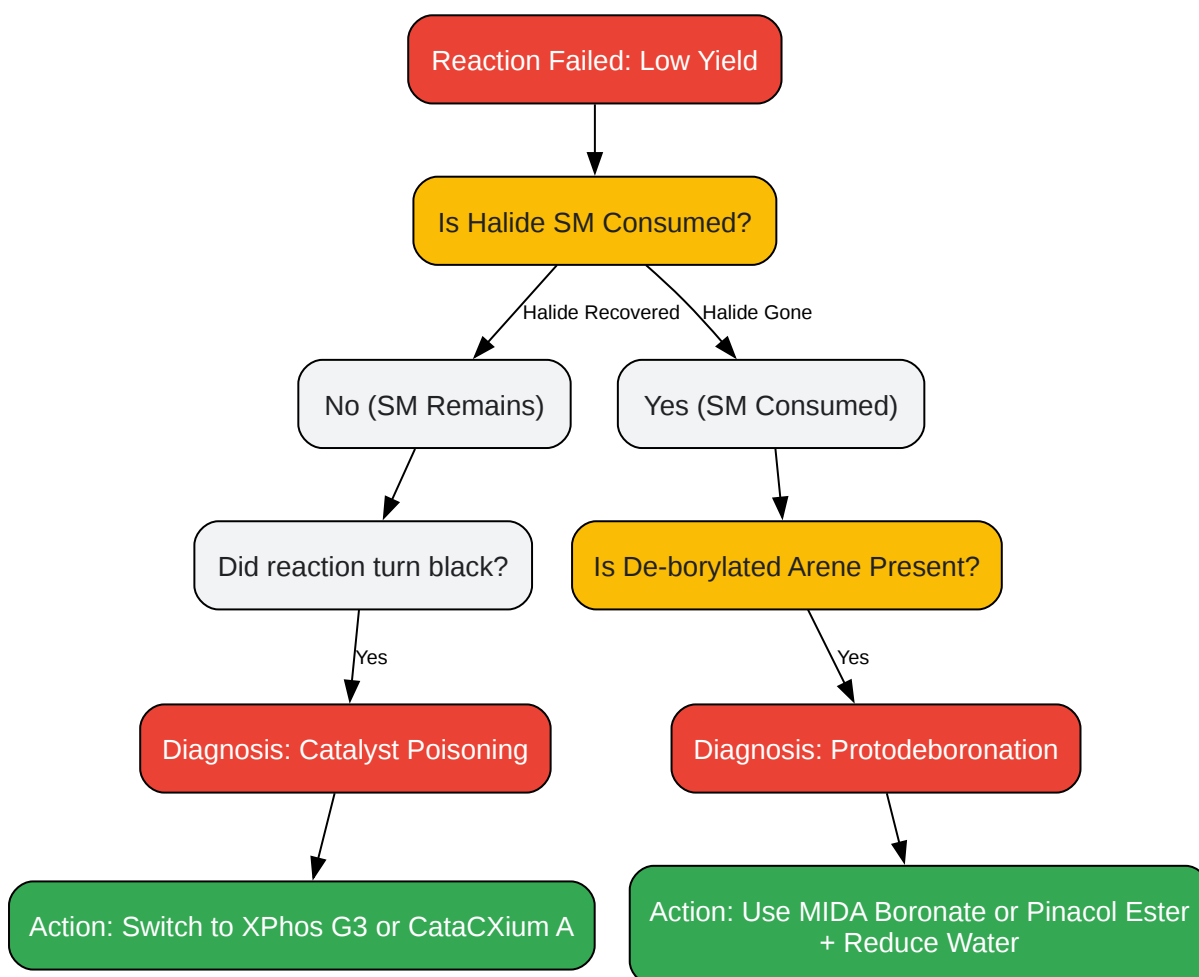 Reaction Failed: Low Yield
Is Halide SM Consumed?
Halide Recovered
Halide Gone
No (SM Remains)
Yes (SM Consumed)
Did reaction turn black?
Is De-borylated Arene Present?
Yes
Yes
Diagnosis: Catalyst Poisoning
Diagnosis: Protodeboronation
Action: Switch to XPhos G3 or CataCXium A
Action: Use MIDA Boronate or Pinacol Ester
+ Reduce Water